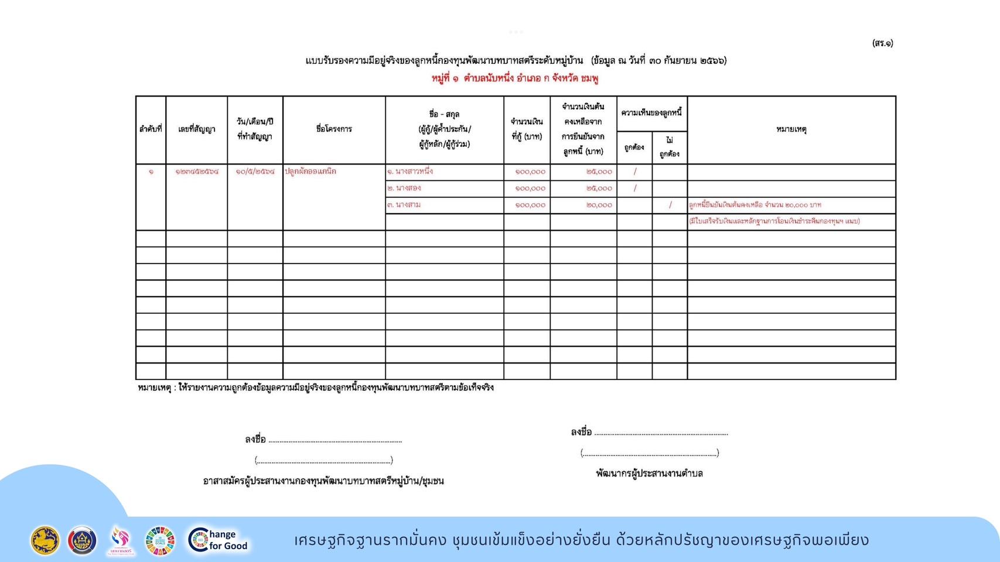 (สร.๑)
แบบรับรองความมีอยู่จริงของลูกหนี้กองทุนพัฒนาบทบาทสตรีระดับหมู่บ้าน (ข้อมูล ณ วันที่ ๓๐ กันยายน ๒๕๖๖)
หมู่ที่ ๑ ตำบลนับหนึ่ง อำเภอ ก จังหวัด ชมพู
ลำดับที่ เลขที่สัญญา วัน/เดือน/ปี ที่ทำสัญญา ชื่อโครงการ ชื่อ - สกุล (ผู้กู้/ผู้ค้ำประกัน/ ผู้กู้หลัก/ผู้กู้ร่วม) จำนวนเงิน ที่กู้ (บาท) จำนวนเงินต้น คงเหลือจาก การยืนยันจาก ลูกหนี้ (บาท) ความเห็นของลูกหนี้ ถูกต้อง ไม่ ถูกต้อง หมายเหตุ
๑ ๑๒๓๔๕๒๕๖๔ ๑๐/๕/๒๕๖๔ ปลูกผักออแกนิก ๑. นางสาวหนึ่ง ๑๐๐,๐๐๐ ๒๕,๐๐๐ /
๒. นางสอง ๑๐๐,๐๐๐ ๒๕,๐๐๐ /
๓. นางสาม ๑๐๐,๐๐๐ ๒๐,๐๐๐ / ลูกหนี้ยืนยันเงินต้นคงเหลือ จำนวน ๒๐,๐๐๐ บาท
(มีใบเสร็จรับเงินและหลักฐานการโอนเงินชำระคืนกองทุนฯ แนบ)
หมายเหตุ : ให้รายงานความถูกต้องข้อมูลความมีอยู่จริงของลูกหนี้กองทุนพัฒนาบทบาทสตรีตามข้อเท็จจริง
ลงชื่อ ..........................................................................
(..........................................................................)
อาสาสมัครผู้ประสานงานกองทุนพัฒนาบทบาทสตรีหมู่บ้าน/ชุมชน
ลงชื่อ ..........................................................................
(..........................................................................)
พัฒนากรผู้ประสานงานตำบล
Change
for Good
เศรษฐกิจฐานรากมั่นคง ชุมชนเข้มแข็งอย่างยั่งยืน ด้วยหลักปรัชญาของเศรษฐกิจพอเพียง